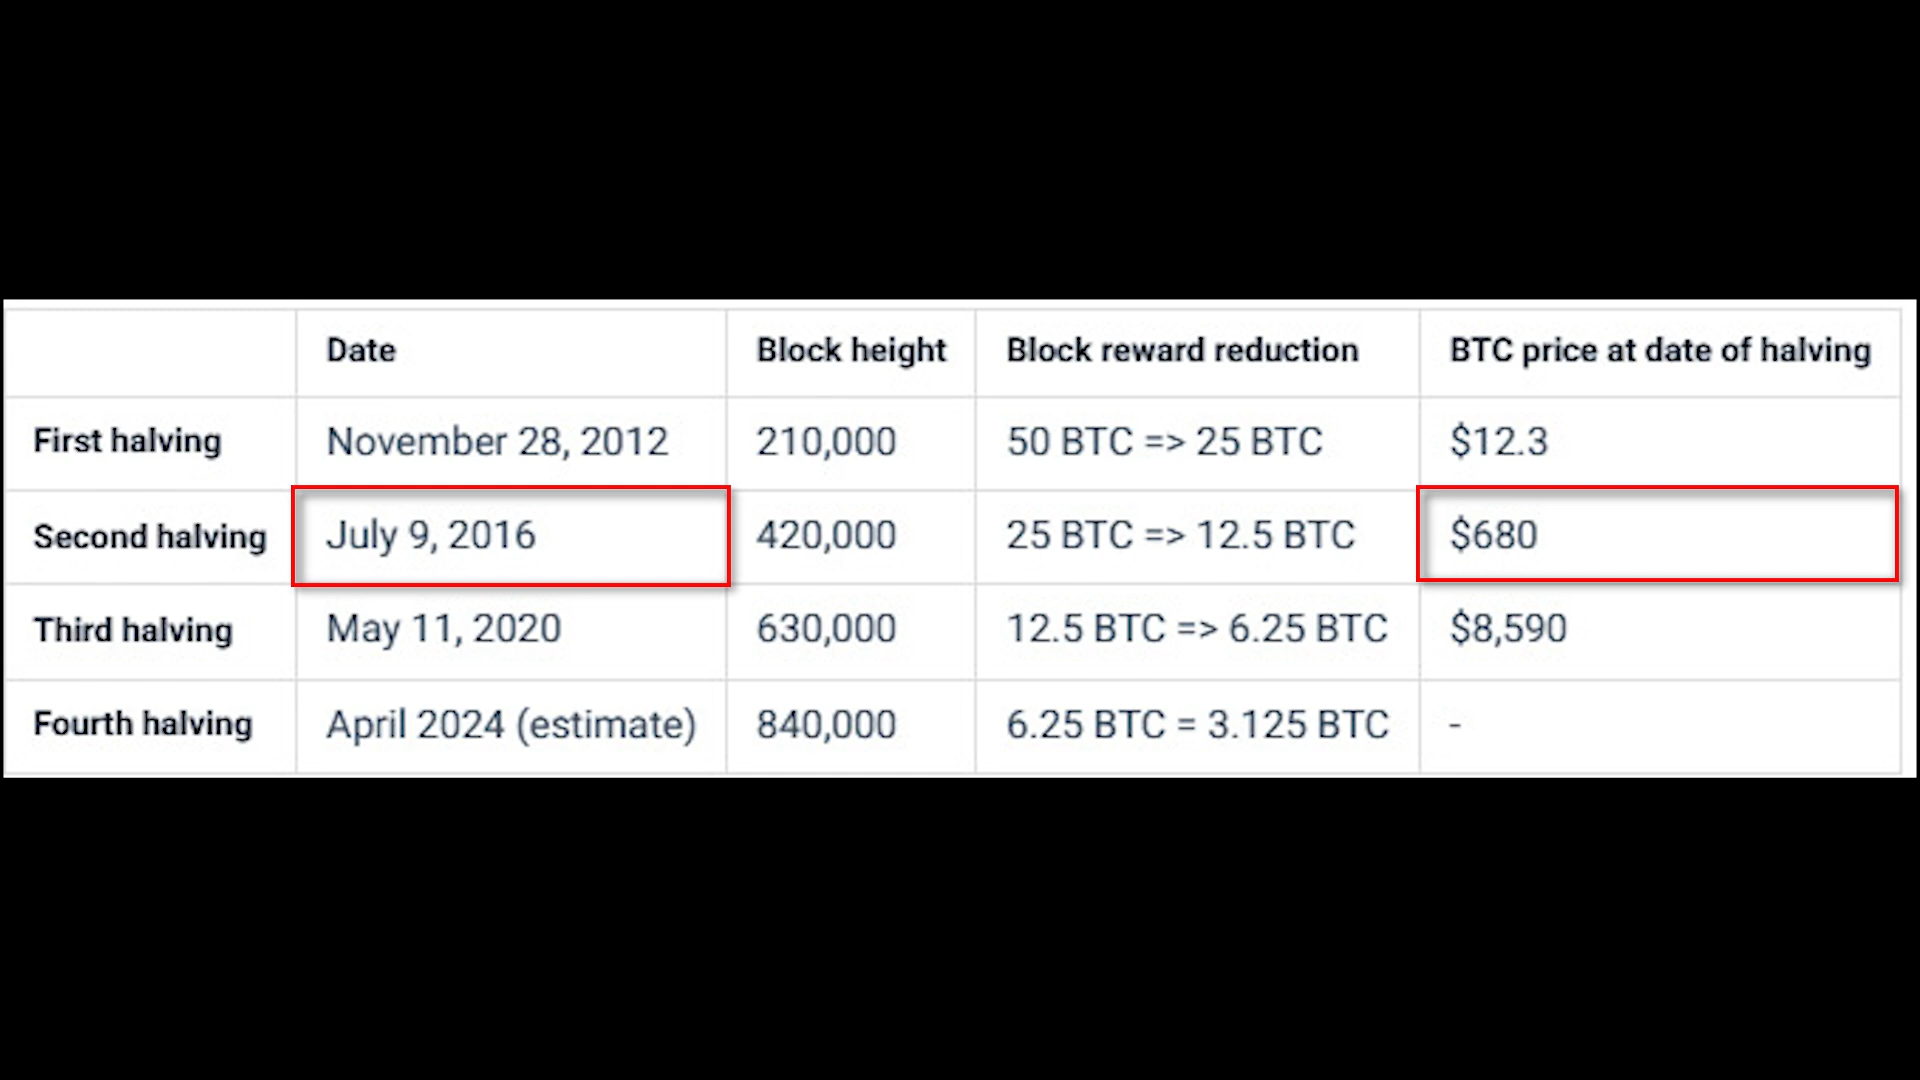 Date Block height Block reward reduction BTC price at date of halving
First halving November 28, 2012 210,000 50 BTC => 25 BTC $12.3
Second halving July 9, 2016 420,000 25 BTC => 12.5 BTC $680
Third halving May 11, 2020 630,000 12.5 BTC => 6.25 BTC $8,590
Fourth halving April 2024 (estimate) 840,000 6.25 BTC = 3.125 BTC -